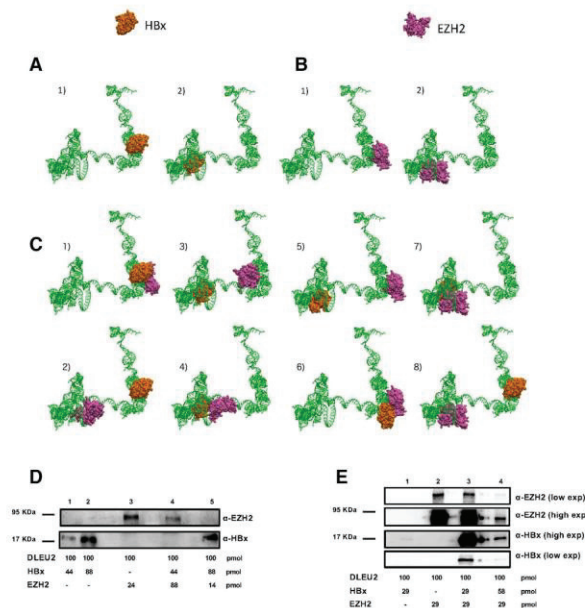 HBx
EZH2
A
B
1)
2)
1)
2)
C
1)
3)
5)
7)
2)
4)
6)
8)
D
1 2 3 4 5
95 KDa
α-EZH2
17 KDa
α-HBx
DLEU2 100 100 100 100 100 pmol
HBx 44 88 - 44 88 pmol
EZH2 - - 24 88 14 pmol
E
1 2 3 4
α-EZH2 (low exp)
95 KDa
α-EZH2 (high exp)
17 KDa
α-HBx (high exp)
α-HBx (low exp)
DLEU2 100 100 100 100 pmol
HBx 29 - 29 58 pmol
EZH2 - 29 29 29 pmol